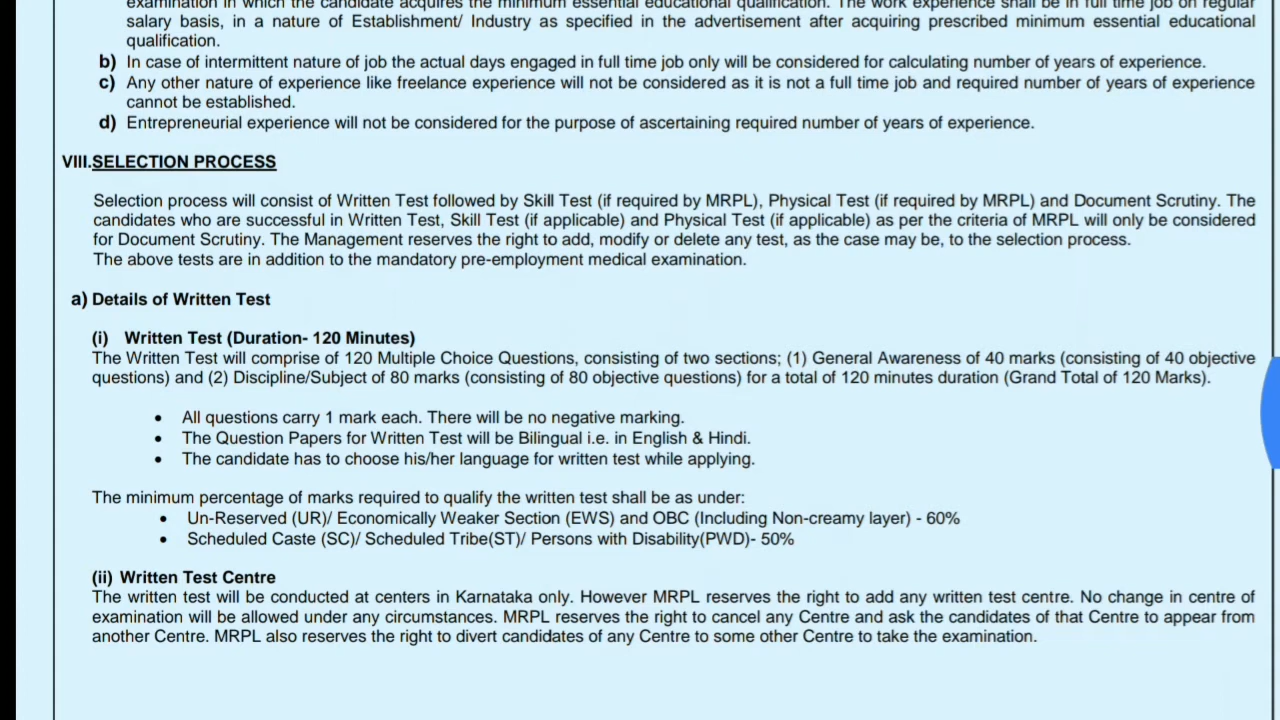 examination in which the candidate acquires the minimum essential educational qualification. The work experience shall be in full time job on regular
salary basis, in a nature of Establishment/ Industry as specified in the advertisement after acquiring prescribed minimum essential educational
qualification.
b) In case of intermittent nature of job the actual days engaged in full time job only will be considered for calculating number of years of experience.
c) Any other nature of experience like freelance experience will not be considered as it is not a full time job and required number of years of experience
cannot be established.
d) Entrepreneurial experience will not be considered for the purpose of ascertaining required number of years of experience.
VIII.SELECTION PROCESS
Selection process will consist of Written Test followed by Skill Test (if required by MRPL), Physical Test (if required by MRPL) and Document Scrutiny. The
candidates who are successful in Written Test, Skill Test (if applicable) and Physical Test (if applicable) as per the criteria of MRPL will only be considered
for Document Scrutiny. The Management reserves the right to add, modify or delete any test, as the case may be, to the selection process.
The above tests are in addition to the mandatory pre-employment medical examination.
a) Details of Written Test
(i) Written Test (Duration- 120 Minutes)
The Written Test will comprise of 120 Multiple Choice Questions, consisting of two sections; (1) General Awareness of 40 marks (consisting of 40 objective
questions) and (2) Discipline/Subject of 80 marks (consisting of 80 objective questions) for a total of 120 minutes duration (Grand Total of 120 Marks).
• All questions carry 1 mark each. There will be no negative marking.
• The Question Papers for Written Test will be Bilingual i.e. in English & Hindi.
• The candidate has to choose his/her language for written test while applying.
The minimum percentage of marks required to qualify the written test shall be as under:
• Un-Reserved (UR)/ Economically Weaker Section (EWS) and OBC (Including Non-creamy layer) - 60%
• Scheduled Caste (SC)/ Scheduled Tribe(ST)/ Persons with Disability(PWD)- 50%
(ii) Written Test Centre
The written test will be conducted at centers in Karnataka only. However MRPL reserves the right to add any written test centre. No change in centre of
examination will be allowed under any circumstances. MRPL reserves the right to cancel any Centre and ask the candidates of that Centre to appear from
another Centre. MRPL also reserves the right to divert candidates of any Centre to some other Centre to take the examination.